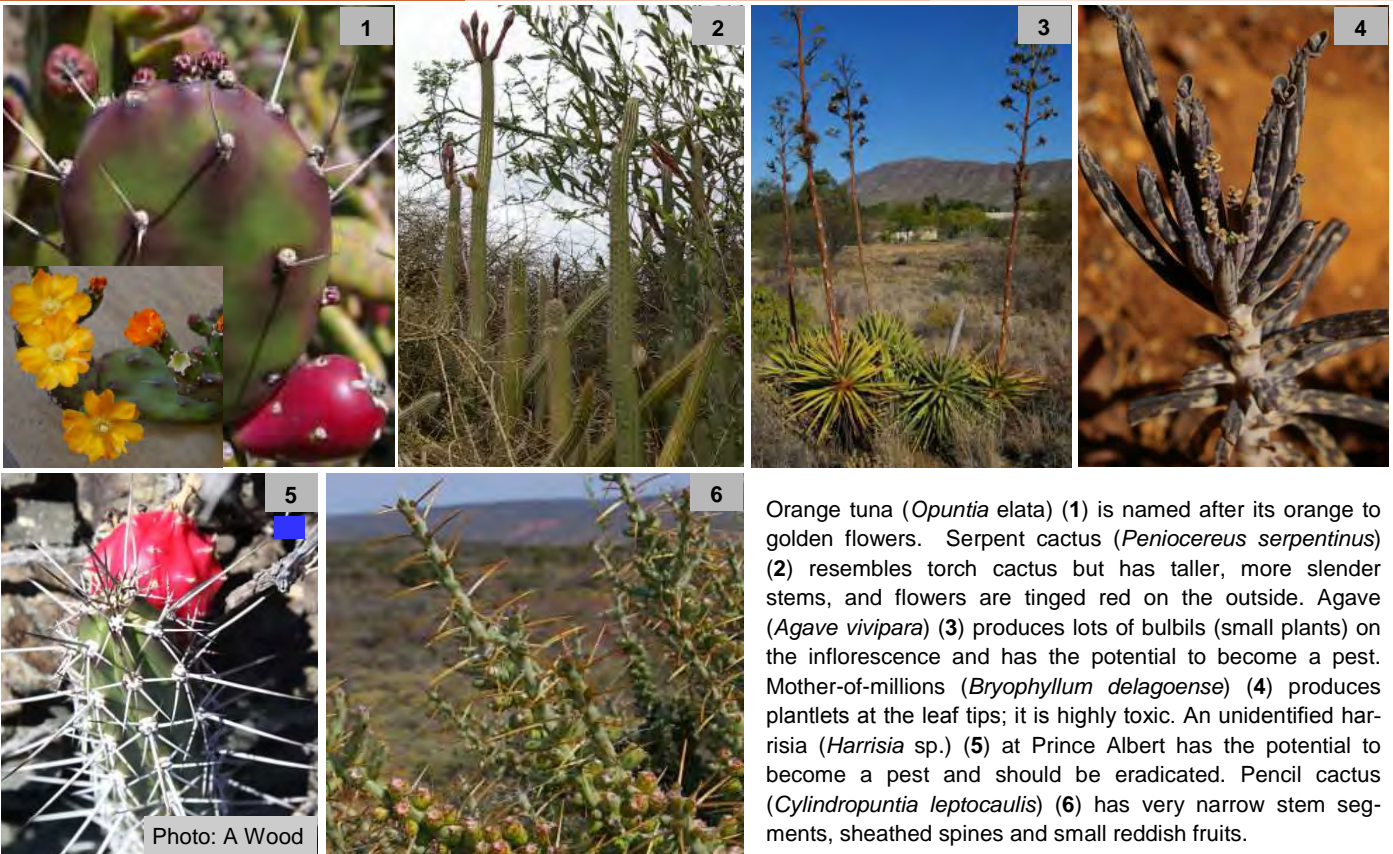 1
2
3
4
5
6
Photo: A Wood
Orange tuna (Opuntia elata) (1) is named after its orange to
golden flowers. Serpent cactus (Peniocereus serpentinus)
(2) resembles torch cactus but has taller, more slender
stems, and flowers are tinged red on the outside. Agave
(Agave vivipara) (3) produces lots of bulbils (small plants) on
the inflorescence and has the potential to become a pest.
Mother-of-millions (Bryophyllum delagoense) (4) produces
plantlets at the leaf tips; it is highly toxic. An unidentified har-
risia (Harrisia sp.) (5) at Prince Albert has the potential to
become a pest and should be eradicated. Pencil cactus
(Cylindropuntia leptocaulis) (6) has very narrow stem seg-
ments, sheathed spines and small reddish fruits.